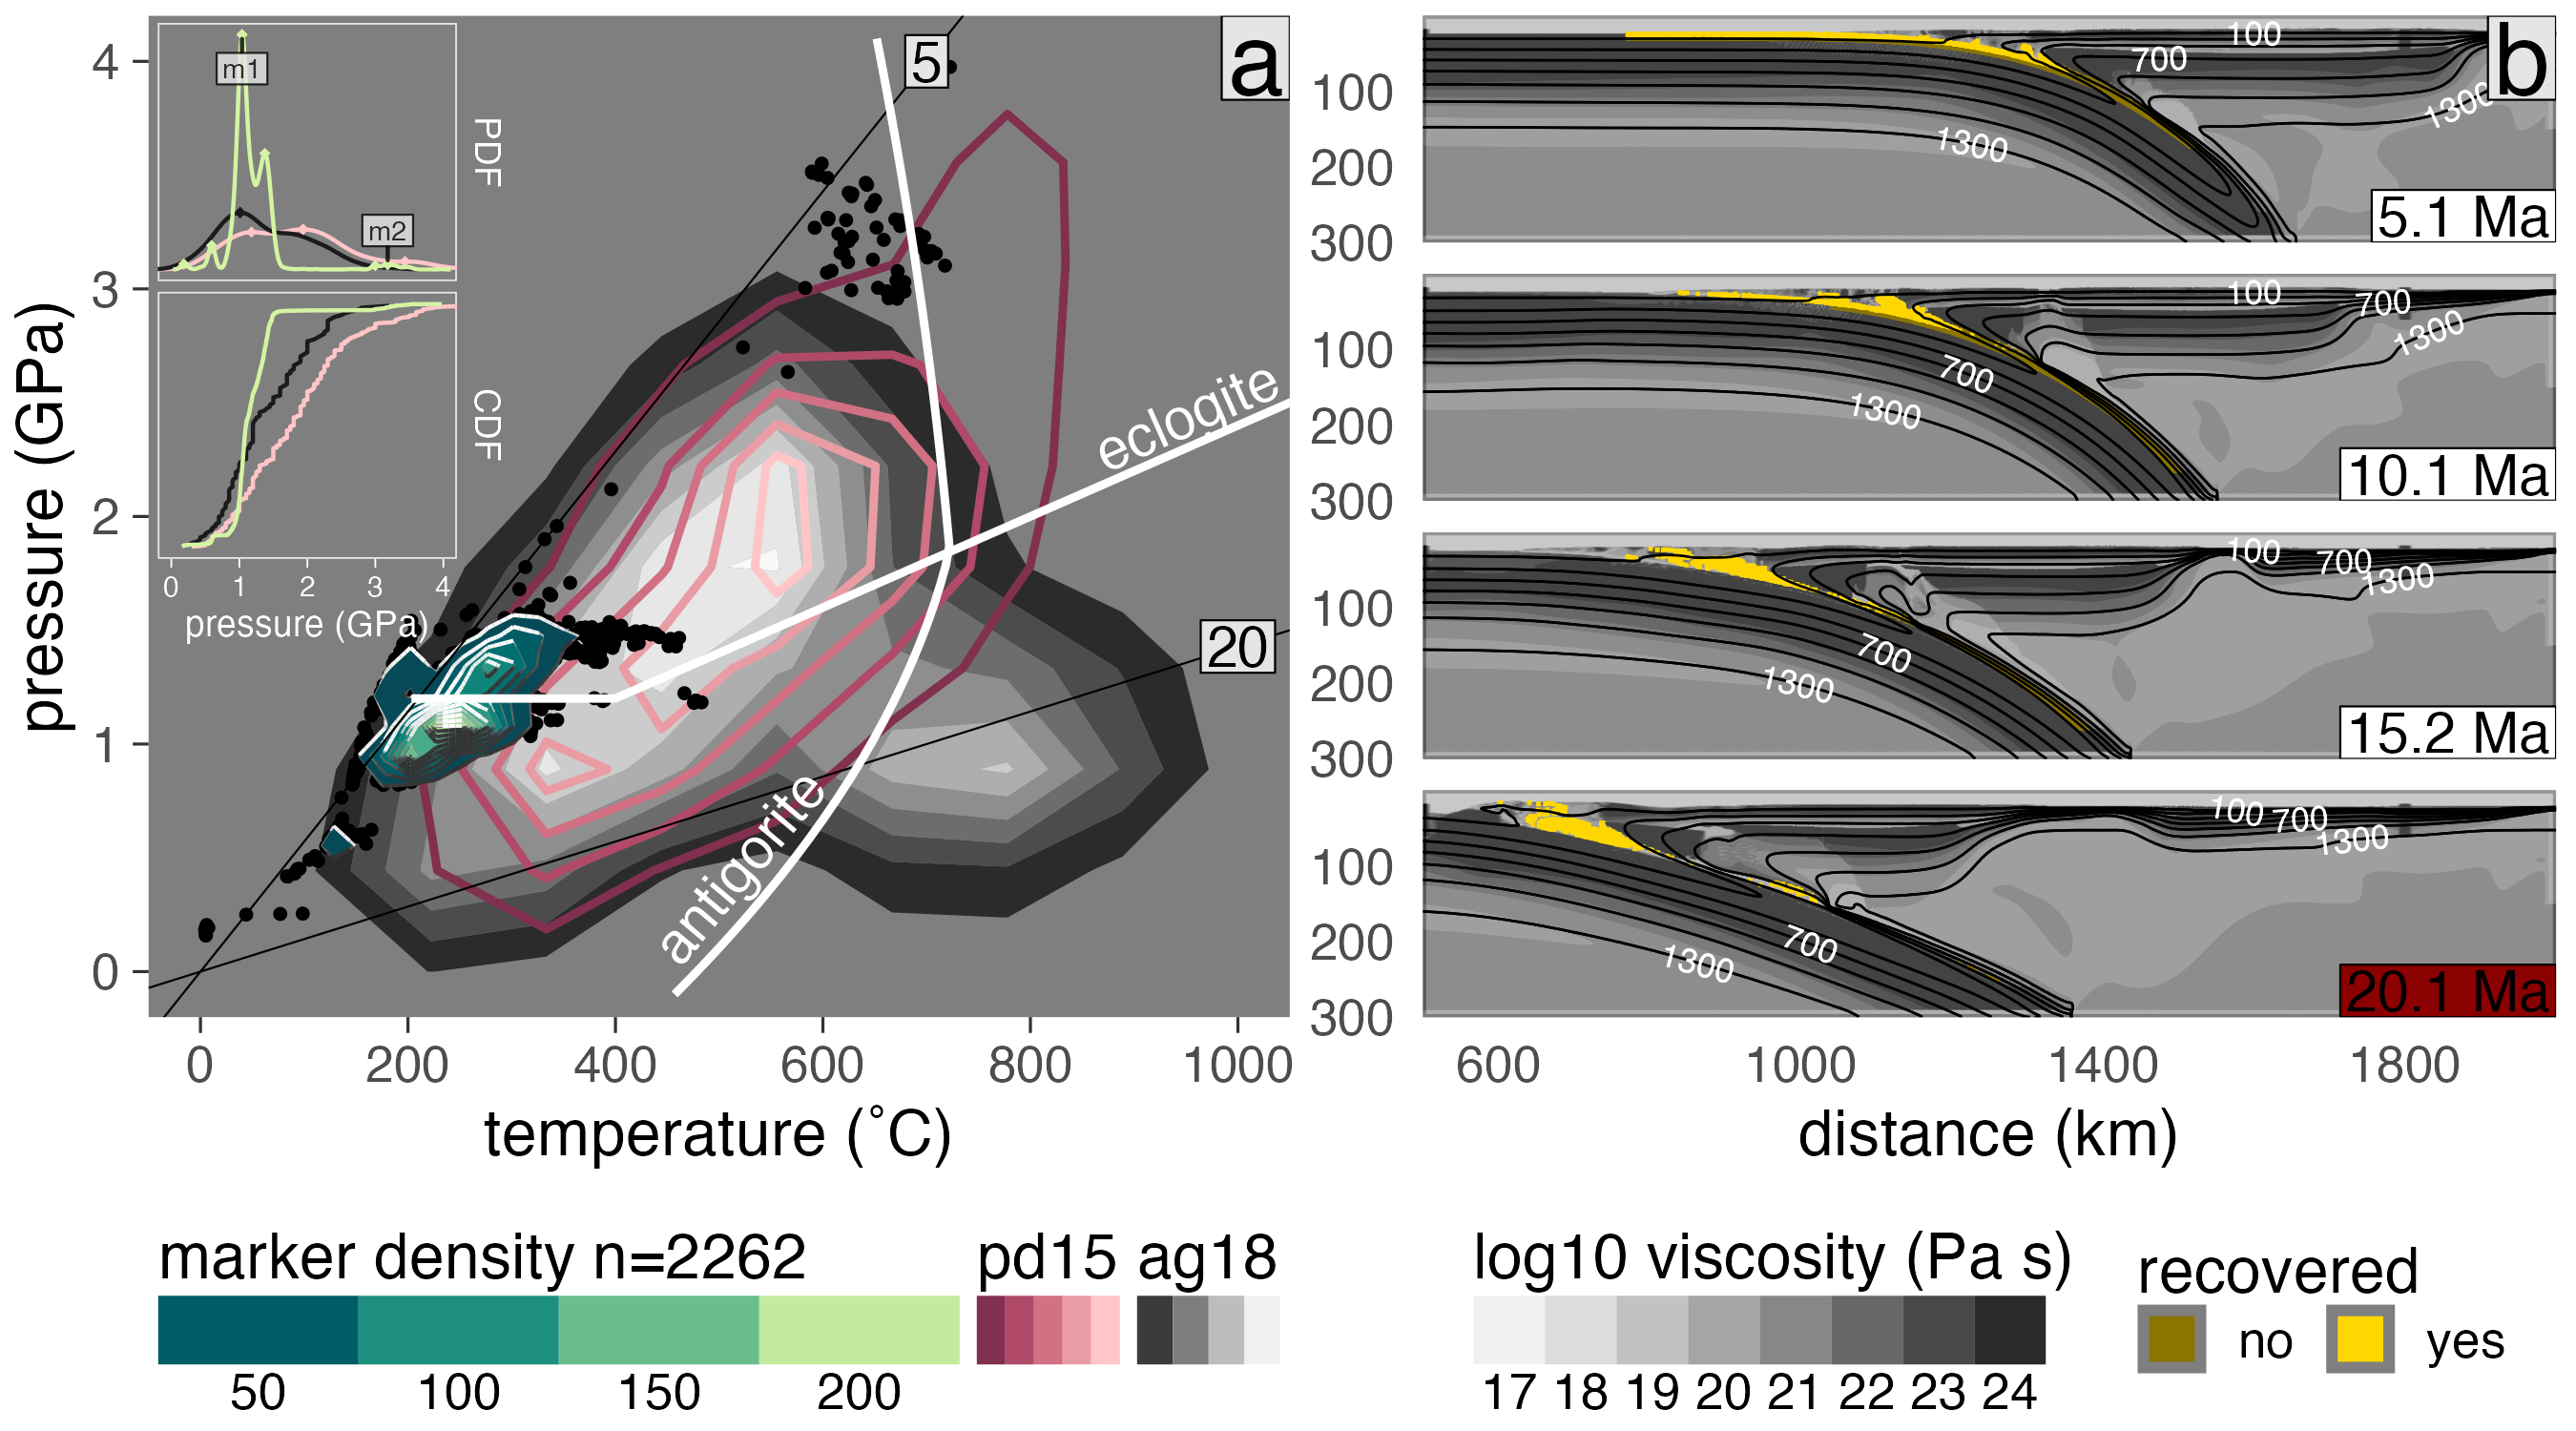 a
4
3
2
1
0
pressure (GPa)
0
200
400
600
800
1000
temperature (˚C)
5
20
eclogite
antigorite
m1
m2
PDF
CDF
0
1
2
3
4
pressure (GPa)
b
100
200
300
100
700
1300
1300
5.1 Ma
100
200
300
100
700
1300
700
1300
10.1 Ma
100
200
300
100
700
1300
700
1300
15.2 Ma
100
200
300
100
700
1300
700
1300
20.1 Ma
600
1000
1400
1800
distance (km)
marker density n=2262
50
100
150
200
pd15
ag18
log10 viscosity (Pa s)
17
18
19
20
21
22
23
24
recovered
no
yes